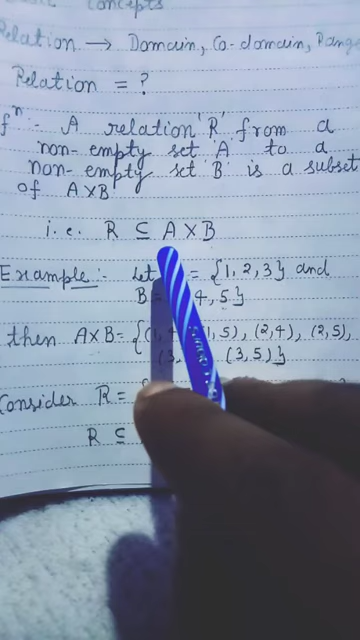 Concepts
Relation → Domain, Co-domain, Range
Relation = ?
fⁿ:- A relation 'R' from a
non-empty set 'A' to a
non-empty set 'B' is a subset
of A×B
i.e. R ⊆ A×B
Example:- Let = {1, 2, 3} and
B = 4, 5}
then A×B = {(1, 4 (1, 5), (2, 4), (2, 5),
(3, (3, 5)}
Consider R =
R ⊆